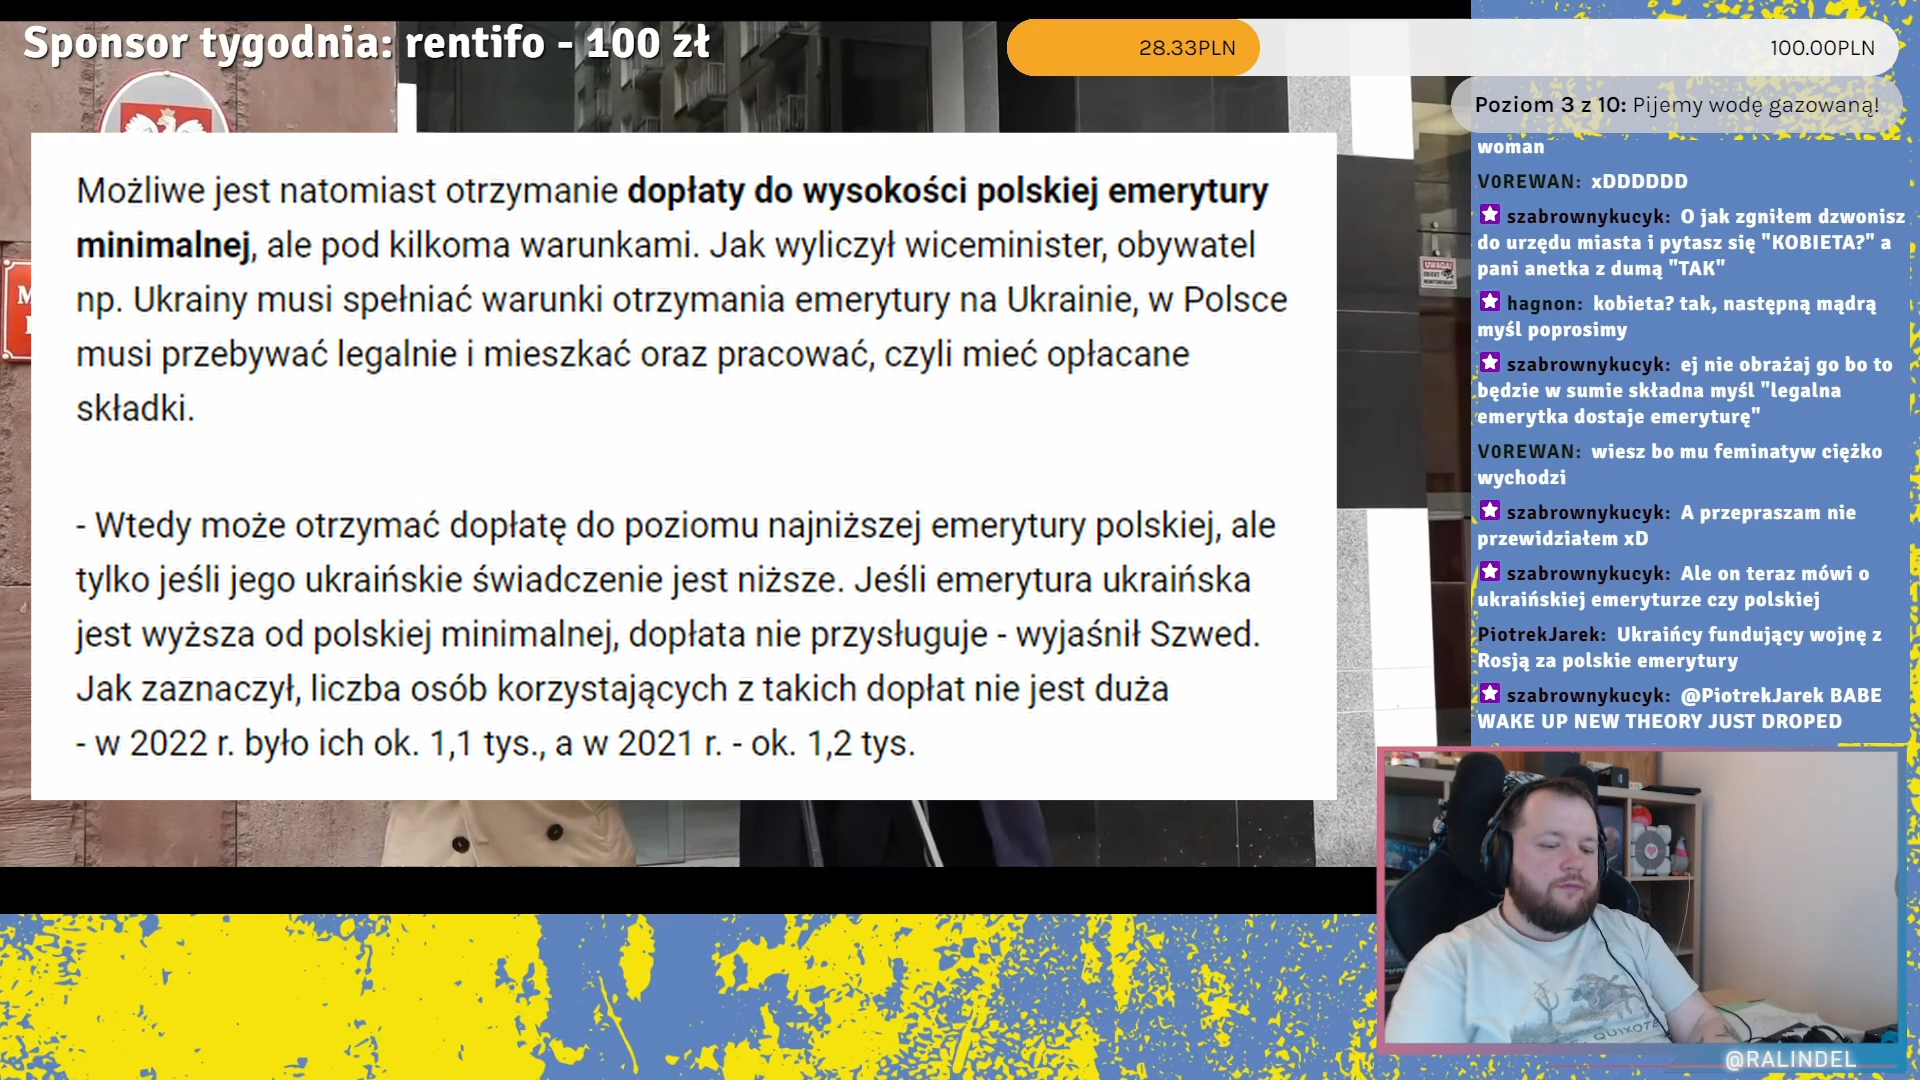 Sponsor tygodnia: rentifo - 100 zł
28.33PLN
100.00PLN
Poziom 3 z 10: Pijemy wodę gazowaną!
Możliwe jest natomiast otrzymanie dopłaty do wysokości polskiej emerytury
minimalnej, ale pod kilkoma warunkami. Jak wyliczył wiceminister, obywatel
np. Ukrainy musi spełniać warunki otrzymania emerytury na Ukrainie, w Polsce
musi przebywać legalnie i mieszkać oraz pracować, czyli mieć opłacane
składki.
- Wtedy może otrzymać dopłatę do poziomu najniższej emerytury polskiej, ale
tylko jeśli jego ukraińskie świadczenie jest niższe. Jeśli emerytura ukraińska
jest wyższa od polskiej minimalnej, dopłata nie przysługuje - wyjaśnił Szwed.
Jak zaznaczył, liczba osób korzystających z takich dopłat nie jest duża
- w 2022 r. było ich ok. 1,1 tys., a w 2021 r. - ok. 1,2 tys.
UWAGA!
woman
V0REWAN: xDDDDDD
szabrownykucyk: O jak zgniłem dzwonisz
do urzędu miasta i pytasz się "KOBIETA?" a
pani anetka z dumą "TAK"
hagnon: kobieta? tak, następną mądrą
myśl poprosimy
szabrownykucyk: ej nie obrażaj go bo to
będzie w sumie składna myśl "legalna
emerytka dostaje emeryturę"
V0REWAN: wiesz bo mu feminatyw ciężko
wychodzi
szabrownykucyk: A przepraszam nie
przewidziałem xD
szabrownykucyk: Ale on teraz mówi o
ukraińskiej emeryturze czy polskiej
PiotrekJarek: Ukraińcy fundujący wojnę z
Rosją za polskie emerytury
szabrownykucyk: @PiotrekJarek BABE
WAKE UP NEW THEORY JUST DROPED
QUIXOTE
@RALINDEL